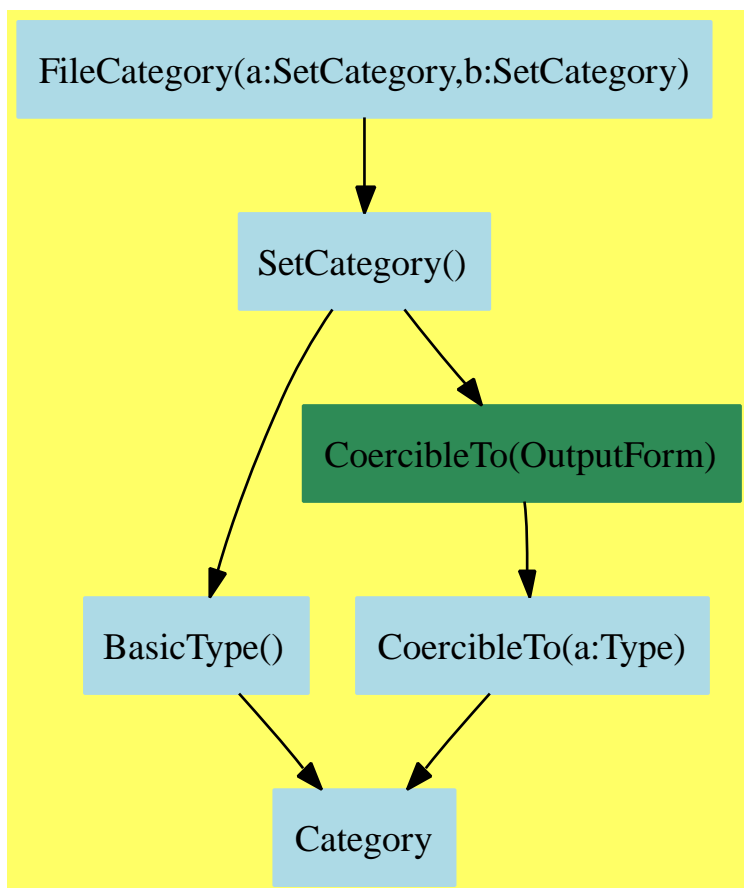 FileCategory(a:SetCategory,b:SetCategory)
SetCategory()
CoercibleTo(OutputForm)
BasicType()
CoercibleTo(a:Type)
Category